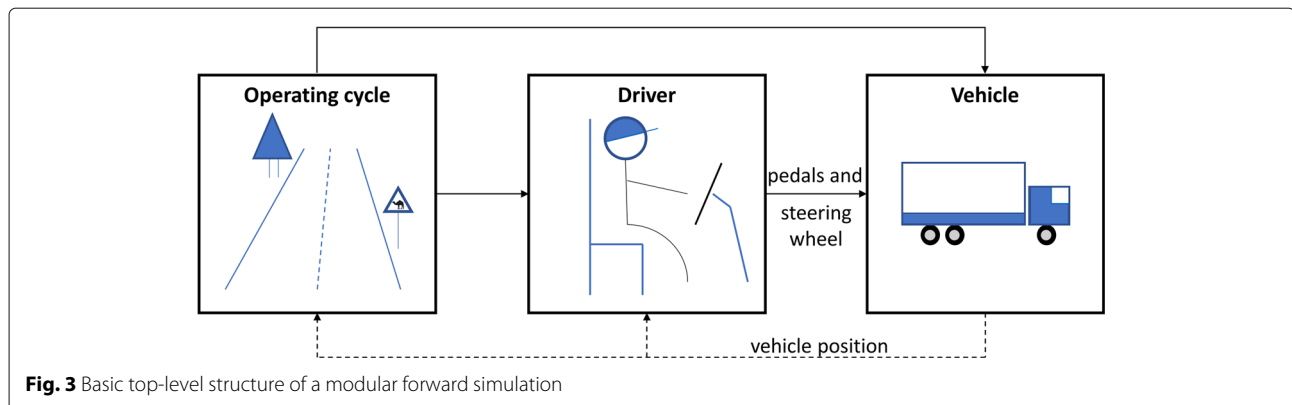 Operating cycle
Driver
Vehicle
pedals and
steering
wheel
vehicle position
Fig. 3 Basic top-level structure of a modular forward simulation